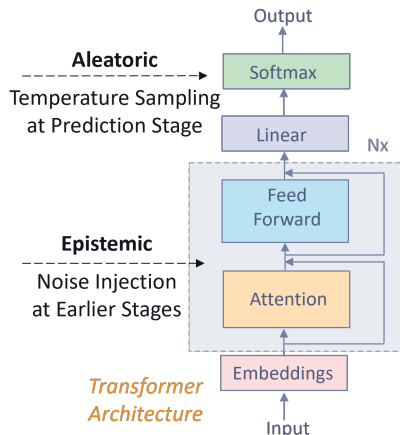 Output
Aleatoric
Softmax
Temperature Sampling
at Prediction Stage
Linear
Nx
Feed
Forward
Epistemic
Noise Injection
at Earlier Stages
Attention
Embeddings
Transformer
Architecture
Input